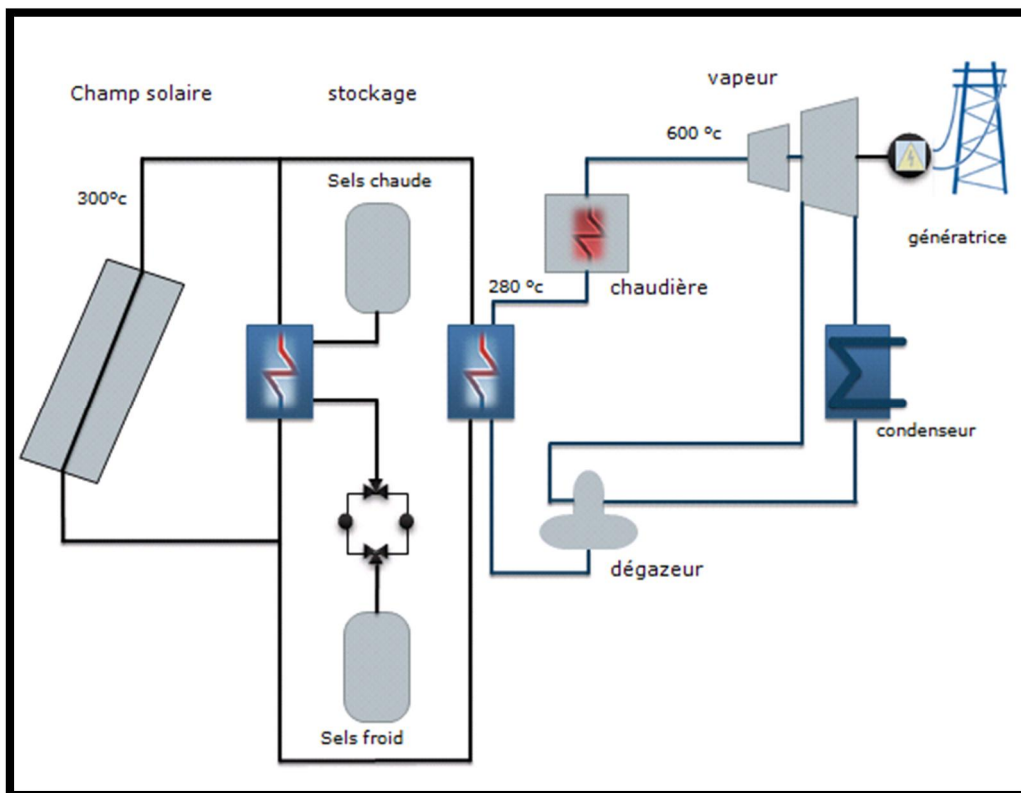 vapeur
Champ solaire
stockage
600 °c
Sels chaude
300°c
génératrice
280 °c
chaudière
condenseur
dégazeur
Sels froid